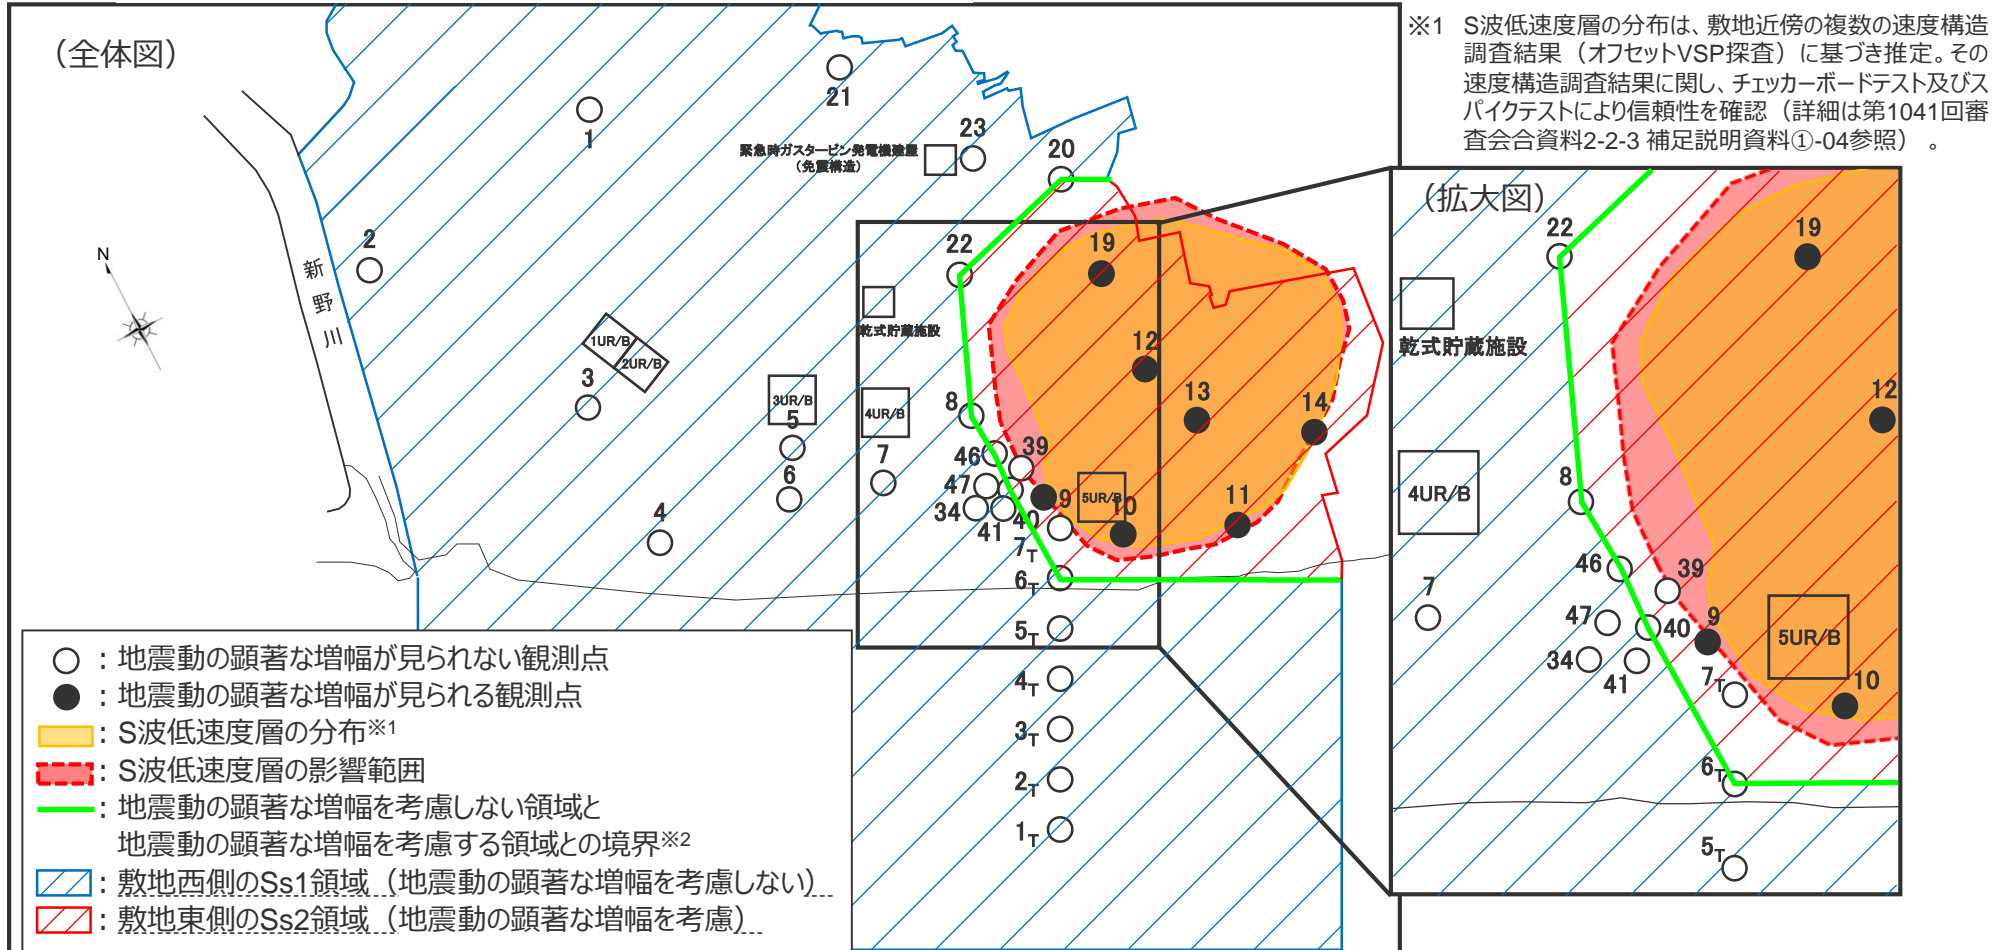 （全体図）
※1 S波低速度層の分布は、敷地近傍の複数の速度構造
調査結果（オフセットVSP探査）に基づき推定。その
速度構造調査結果に関し、チェッカーボードテスト及びス
パイクテストにより信頼性を確認（詳細は第1041回審
査会合資料2-2-3 補足説明資料①-04参照）。
21
1
23
緊急時ガスタービン発電機建屋
（免震構造）
20
2
新野川
N
22
19
乾式貯蔵施設
1UR/B
2UR/B
12
3
3UR/B
4UR/B
8
13
14
5
46
39
7
6
47
9
5UR/B
11
34
41
40
10
4
7T
6T
5T
4T
3T
2T
1T
（拡大図）
22
19
乾式貯蔵施設
12
4UR/B
8
46
39
7
47
40
9
5UR/B
34
41
7T
10
6T
5T
：地震動の顕著な増幅が見られない観測点
：地震動の顕著な増幅が見られる観測点
：S波低速度層の分布※1
：S波低速度層の影響範囲
：地震動の顕著な増幅を考慮しない領域と
地震動の顕著な増幅を考慮する領域との境界※2
：敷地西側のSs1領域（地震動の顕著な増幅を考慮しない）
：敷地東側のSs2領域（地震動の顕著な増幅を考慮）